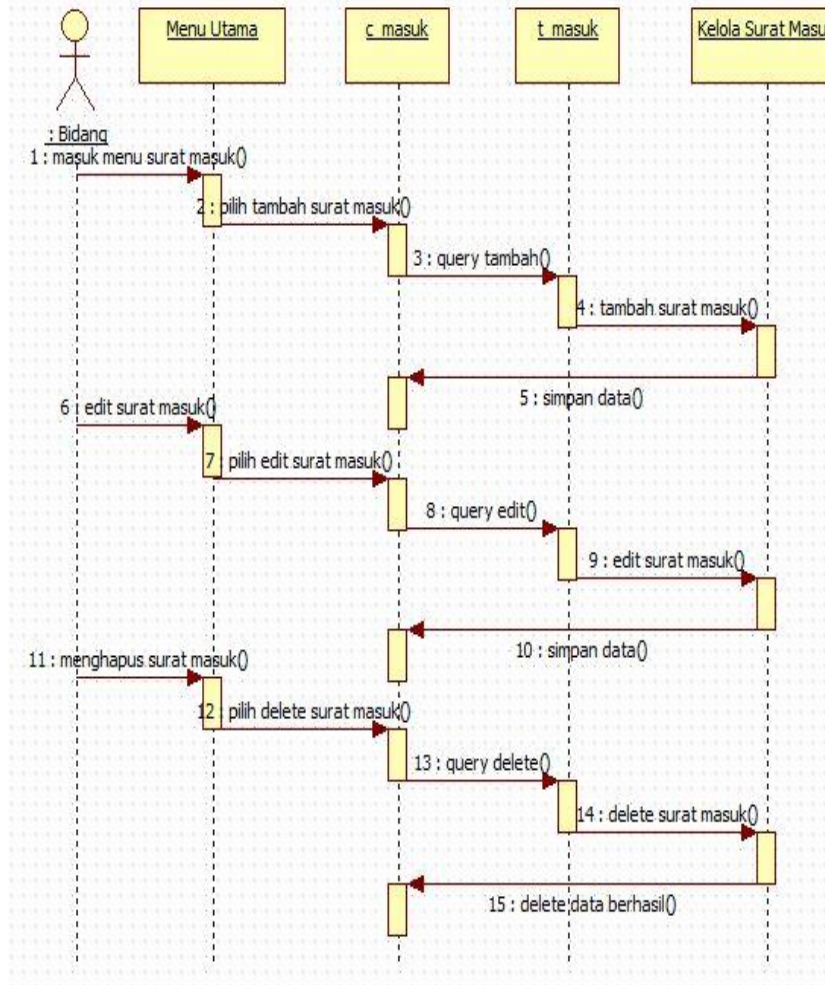 Menu Utama
c_masuk
t_masuk
Kelola Surat Masu
: Bidang
1 : masuk menu surat masuk()
2 : pilih tambah surat masuk()
3 : query tambah()
4 : tambah surat masuk()
5 : simpan data()
6 : edit surat masuk()
7 : pilih edit surat masuk()
8 : query edit()
9 : edit surat masuk()
10 : simpan data()
11 : menghapus surat masuk()
12 : pilih delete surat masuk()
13 : query delete()
14 : delete surat masuk()
15 : delete data berhasil()